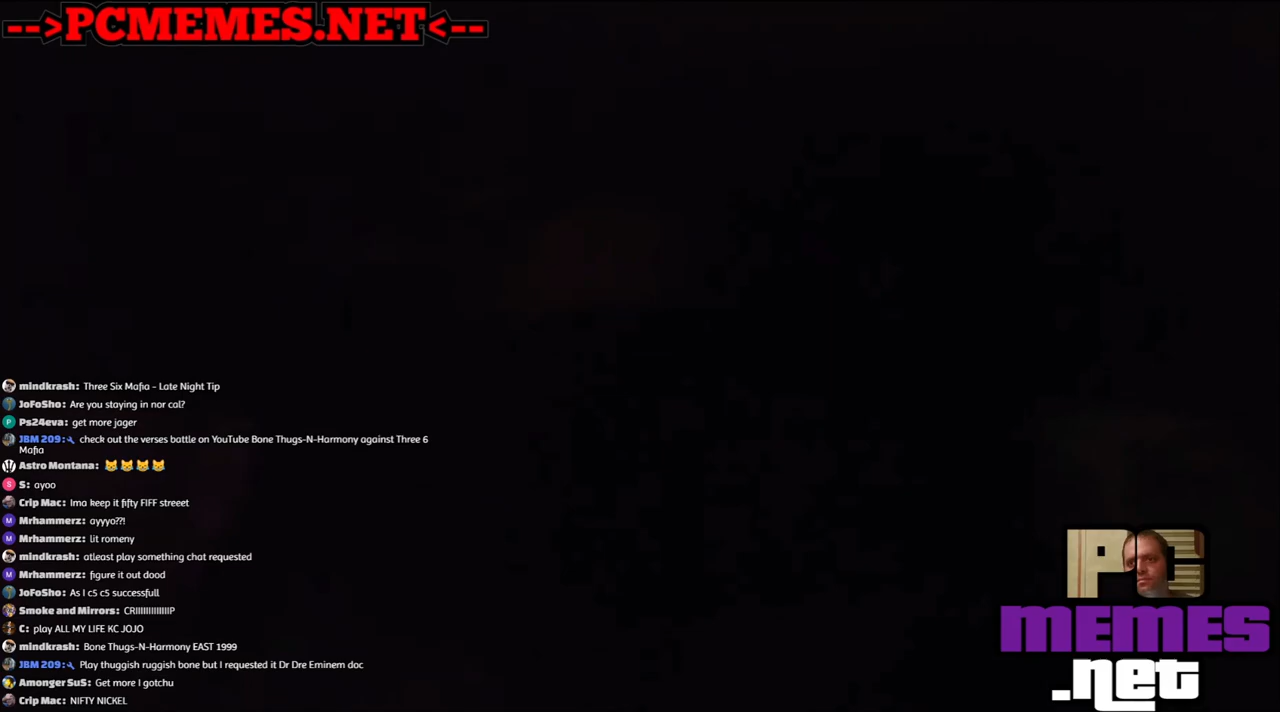 -->PCMEMES.NET<--
mindkrash: Three Six Mafia - Late Night Tip
JoFoSho: Are you staying in nor cal?
P Ps24eva: get more jager
JBM 209: check out the verses battle on YouTube Bone Thugs-N-Harmony against Three 6
Mafia
Astro Montana:
S S: ayoo
Crip Mac: Ima keep it fifty FIFF streeet
M Mrhammerz: ayyyo??!
M Mrhammerz: lit romeny
mindkrash: atleast play something chat requested
M Mrhammerz: figure it out dood
JoFoSho: As I c5 c5 successfull
Smoke and Mirrors: CRIIIIIIIIIIIIIP
C: play ALL MY LIFE KC JOJO
mindkrash: Bone Thugs-N-Harmony EAST 1999
JBM 209: Play thuggish ruggish bone but I requested it Dr Dre Eminem doc
Amonger SuS: Get more I gotchu
Crip Mac: NIFTY NICKEL
PC
MEMES
.net